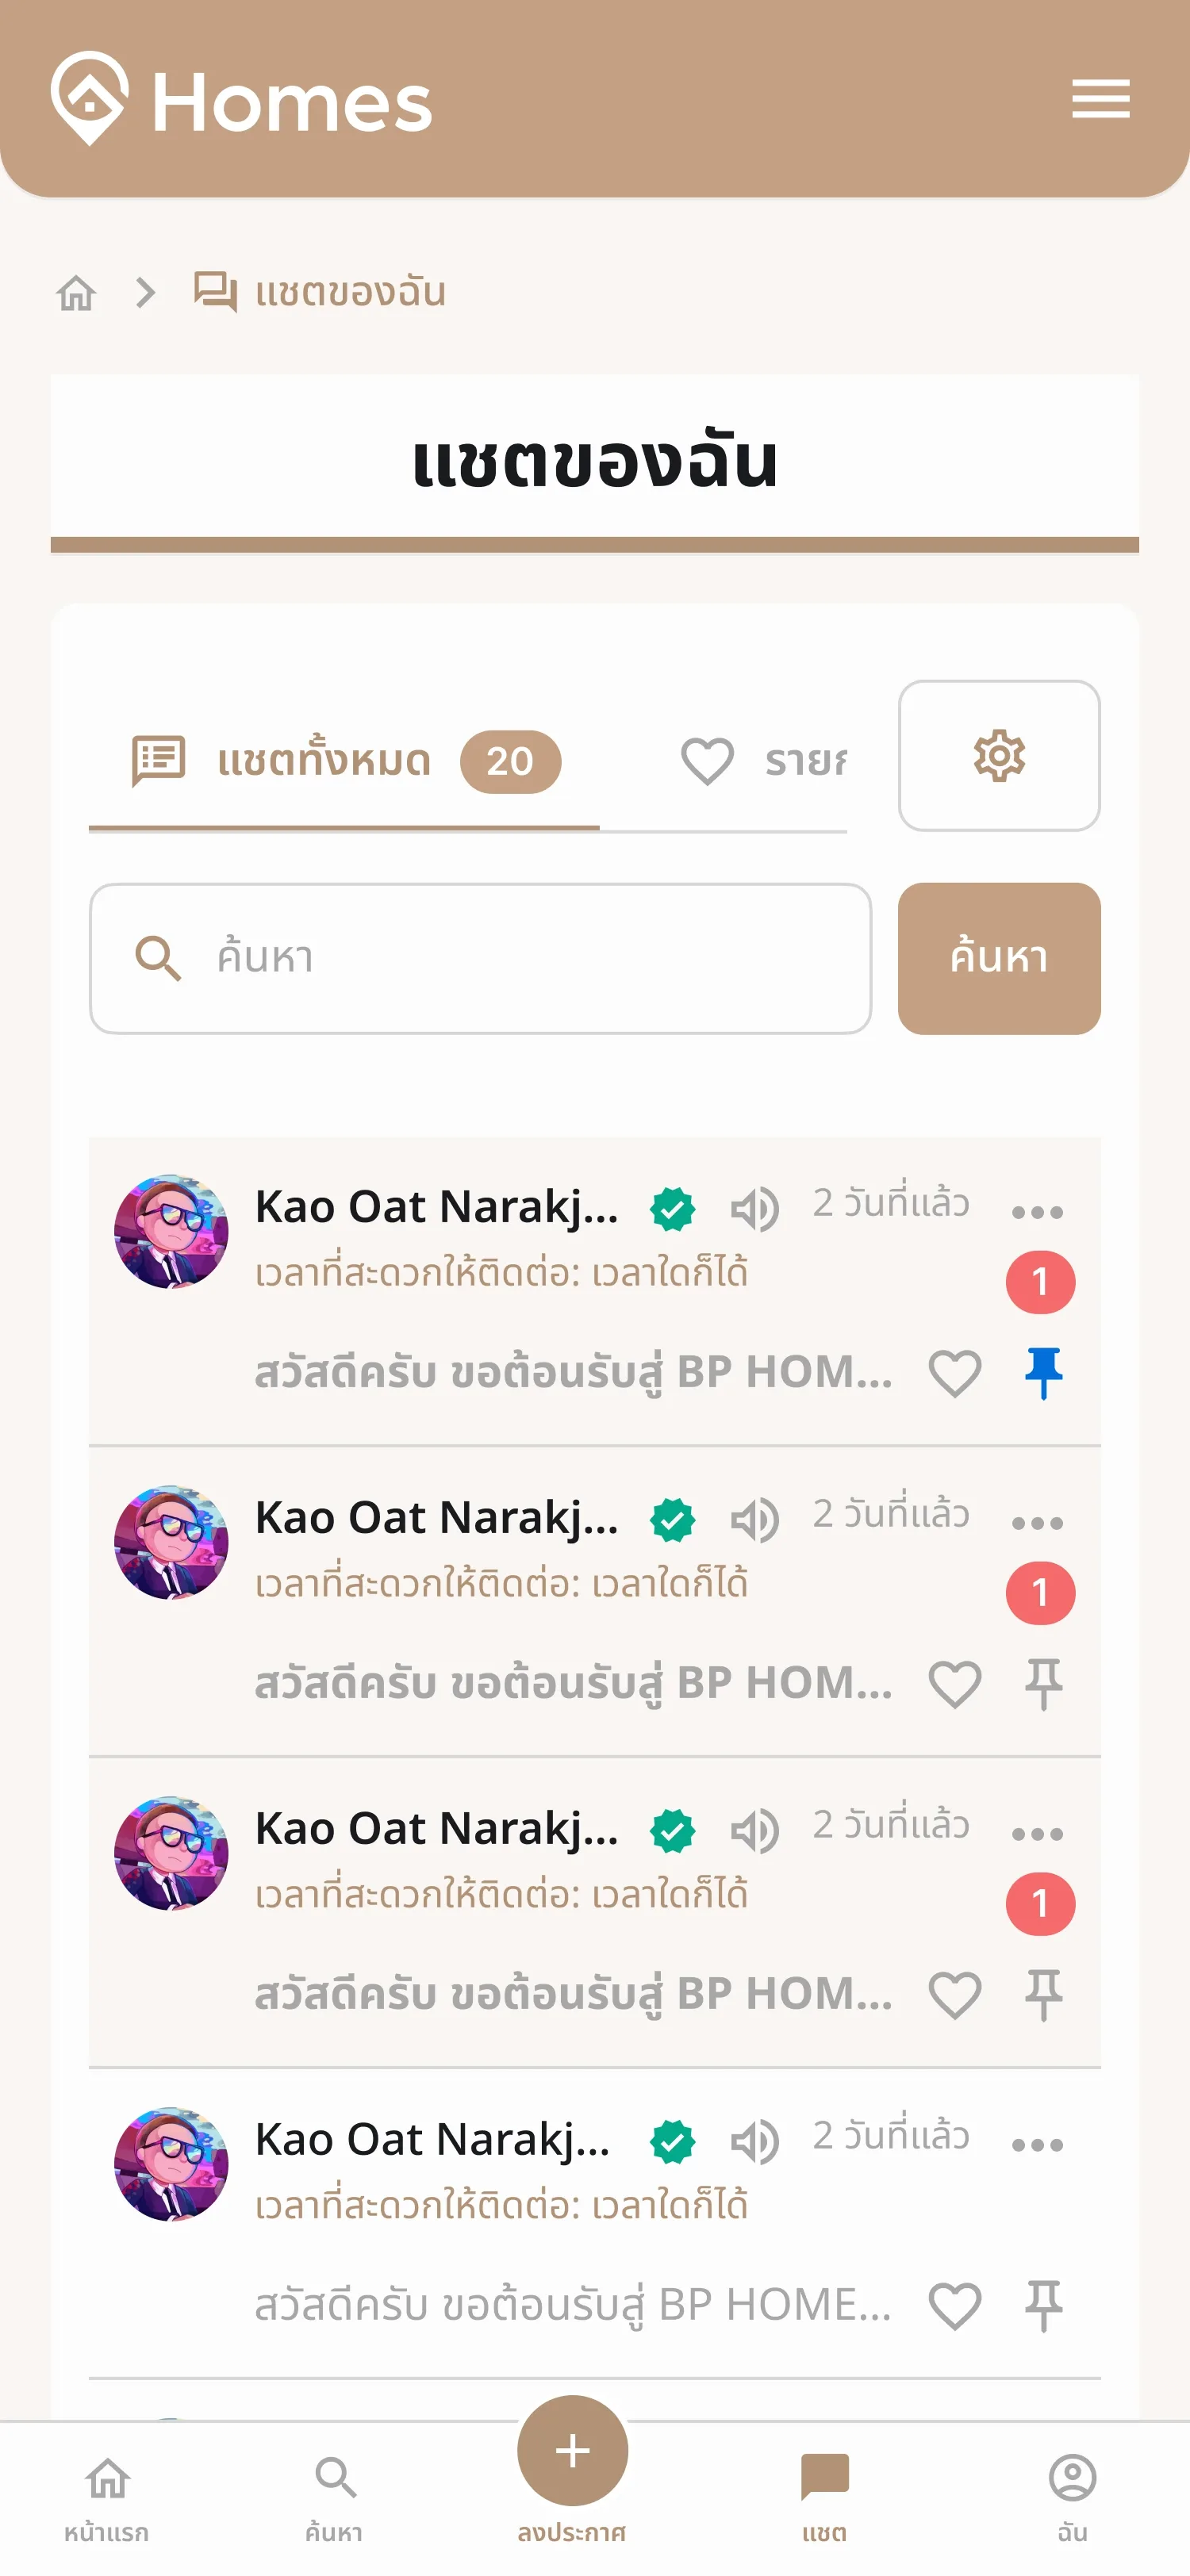 Homes
แชตของฉัน
แชตของฉัน
แชตทั้งหมด 20
ค้นหา ค้นหา
Kao Oat Narakj... 2 วันที่แล้ว
เวลาที่สะดวกให้ติดต่อ: เวลาใดก็ได้ 1
สวัสดีครับ ขอต้อนรับสู่ BP HOM...
Kao Oat Narakj... 2 วันที่แล้ว
เวลาที่สะดวกให้ติดต่อ: เวลาใดก็ได้ 1
สวัสดีครับ ขอต้อนรับสู่ BP HOM...
Kao Oat Narakj... 2 วันที่แล้ว
เวลาที่สะดวกให้ติดต่อ: เวลาใดก็ได้ 1
สวัสดีครับ ขอต้อนรับสู่ BP HOM...
Kao Oat Narakj... 2 วันที่แล้ว
เวลาที่สะดวกให้ติดต่อ: เวลาใดก็ได้
สวัสดีครับ ขอต้อนรับสู่ BP HOME...
หน้าแรก ค้นหา ลงประกาศ แชต ฉัน